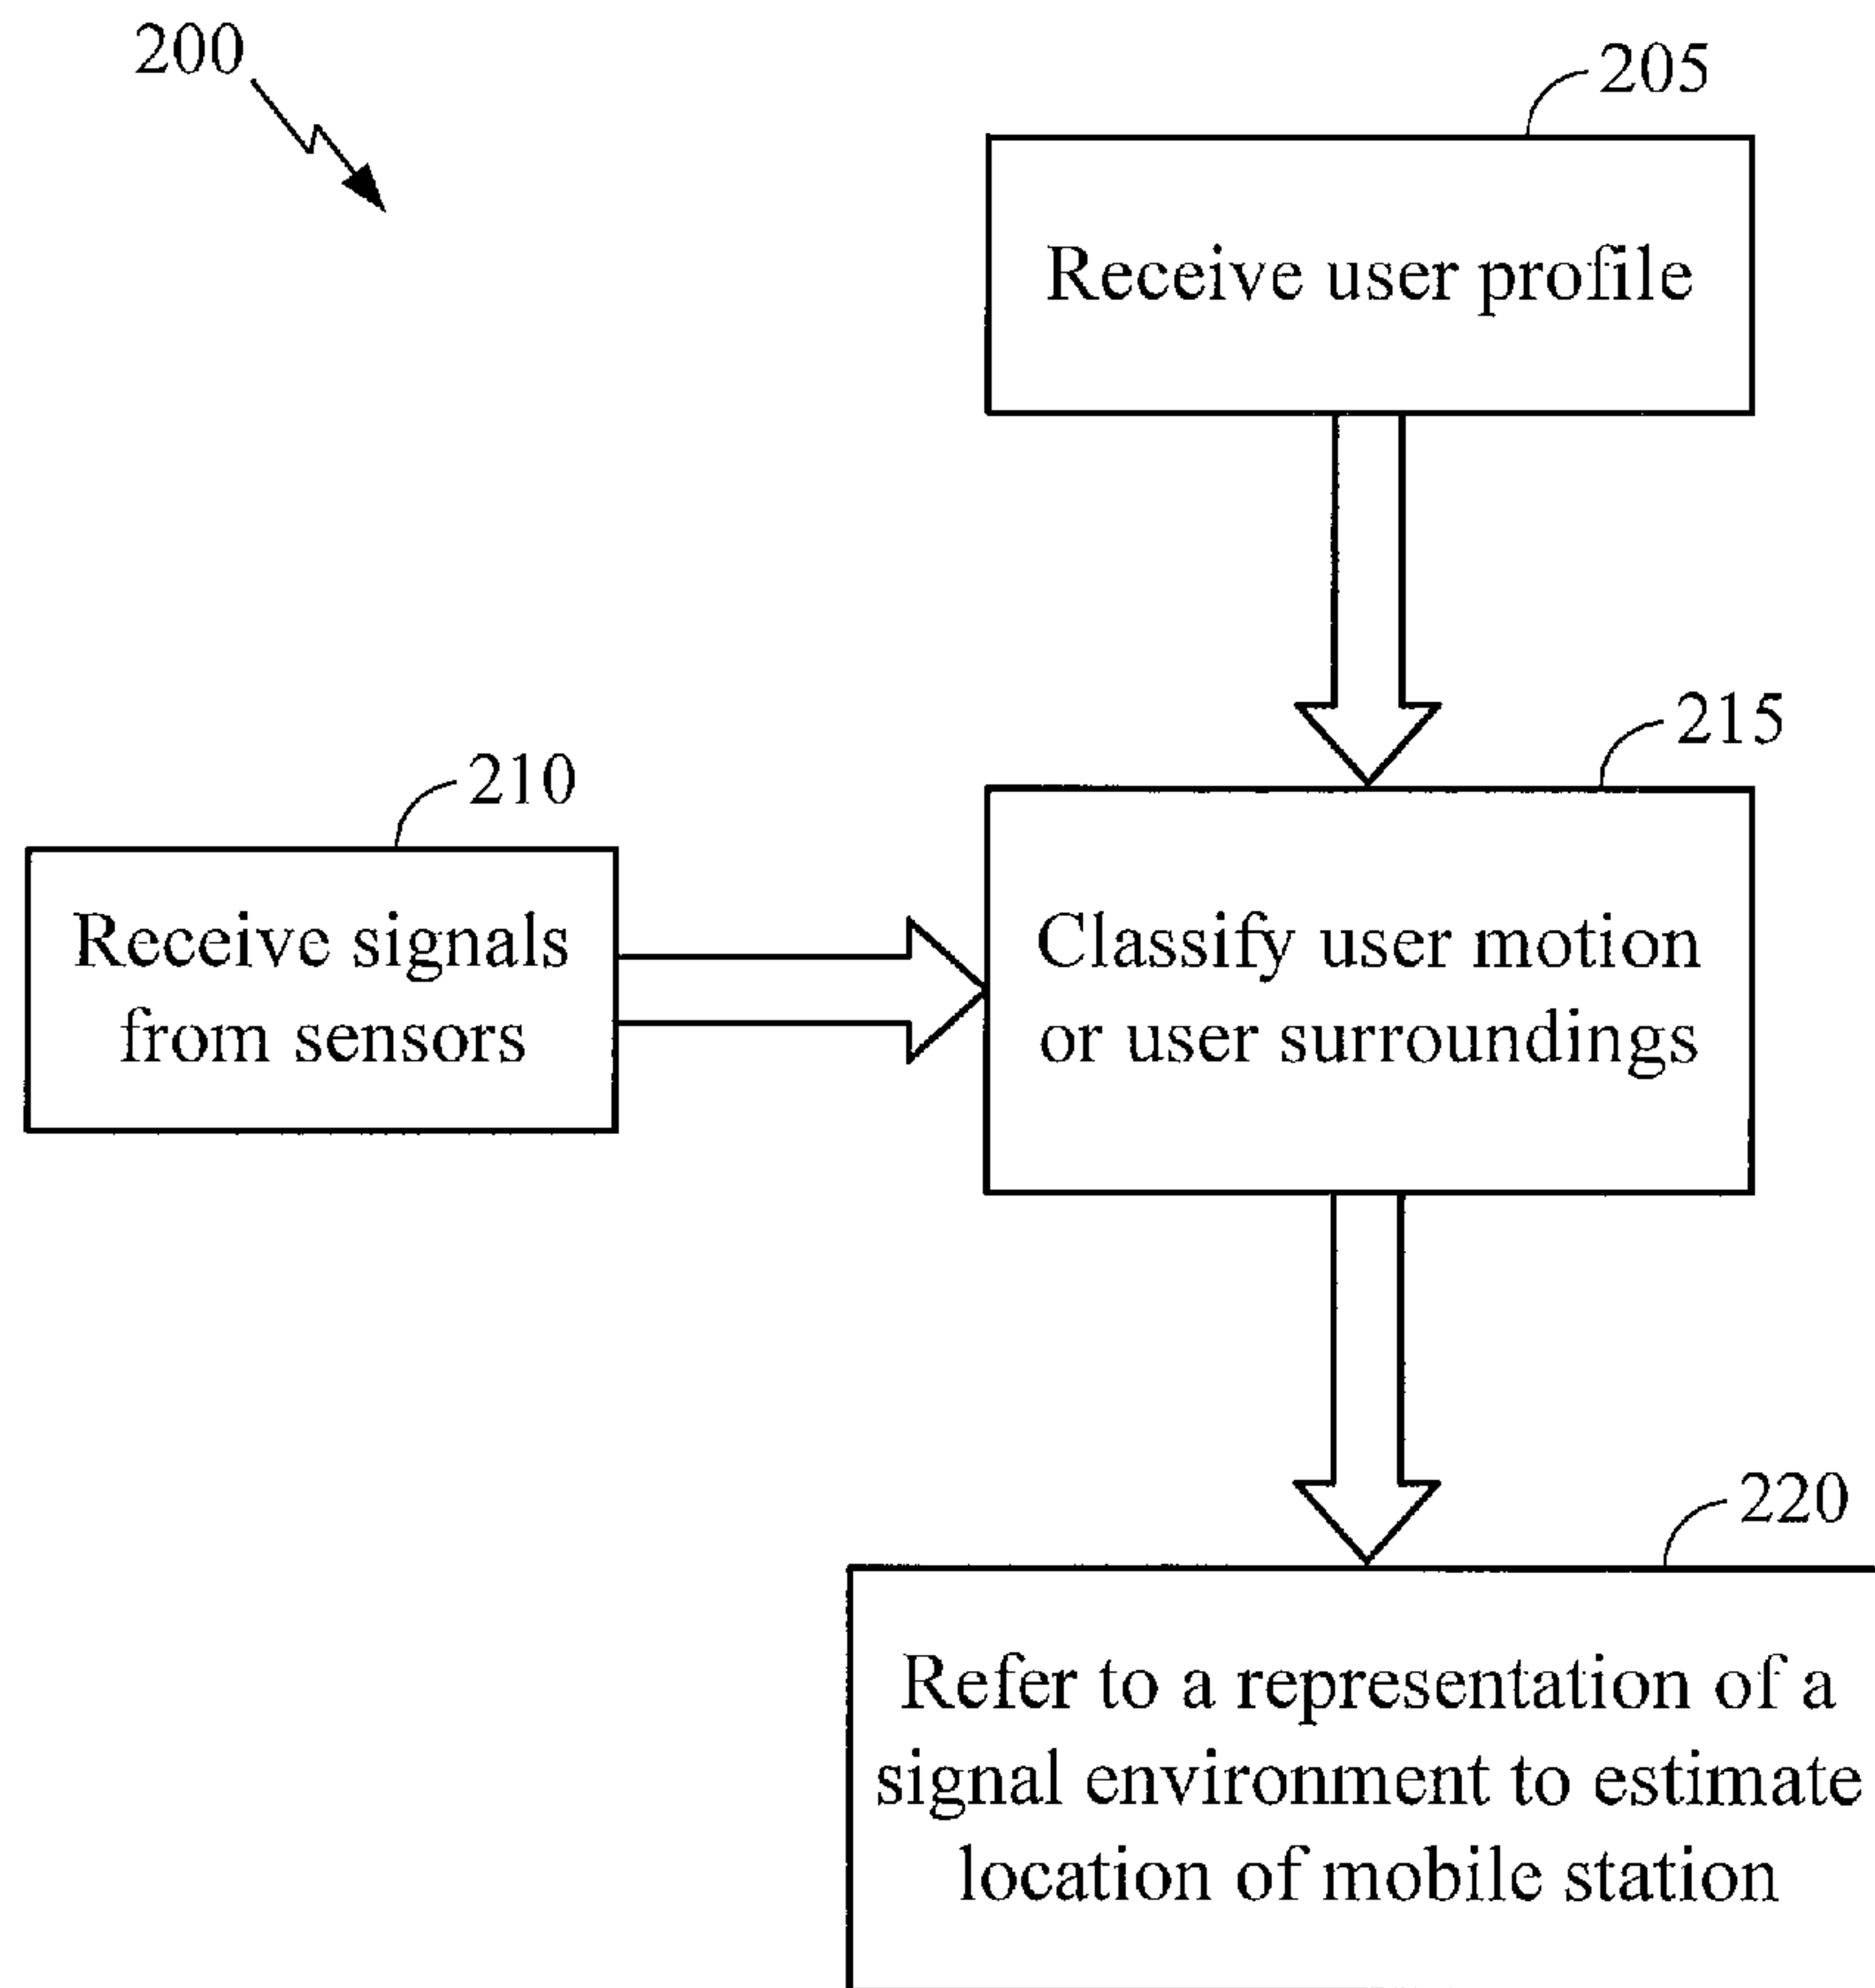 200
205
Receive user profile
215
210
Receive signals
from sensors
Classify user motion
or user surroundings
220
Refer to a representation of a
signal environment to estimate
location of mobile station